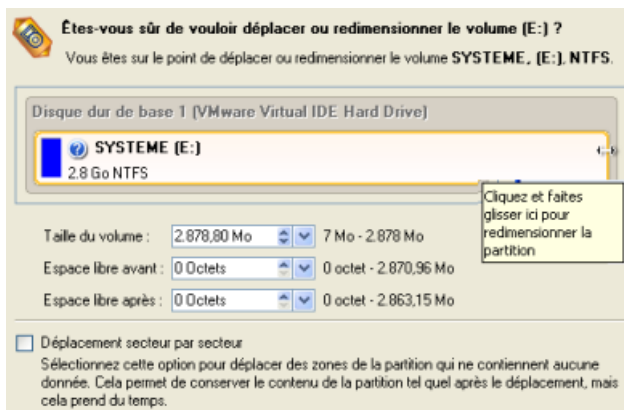 Êtes-vous sûr de vouloir déplacer ou redimensionner le volume (E:) ?
Vous êtes sur le point de déplacer ou redimensionner le volume SYSTEME, (E:), NTFS.
Disque dur de base 1 (VMware Virtual IDE Hard Drive)
SYSTEME (E:)
2.8 Go NTFS
Cliquez et faites
glisser ici pour
redimensionner la
partition
Taille du volume : 2.878,80 Mo 7 Mo - 2.878 Mo
Espace libre avant : 0 Octets 0 octet - 2.870,96 Mo
Espace libre après : 0 Octets 0 octet - 2.863,15 Mo
Déplacement secteur par secteur
Sélectionnez cette option pour déplacer des zones de la partition qui ne contiennent aucune
donnée. Cela permet de conserver le contenu de la partition tel quel après le déplacement, mais
cela prend du temps.